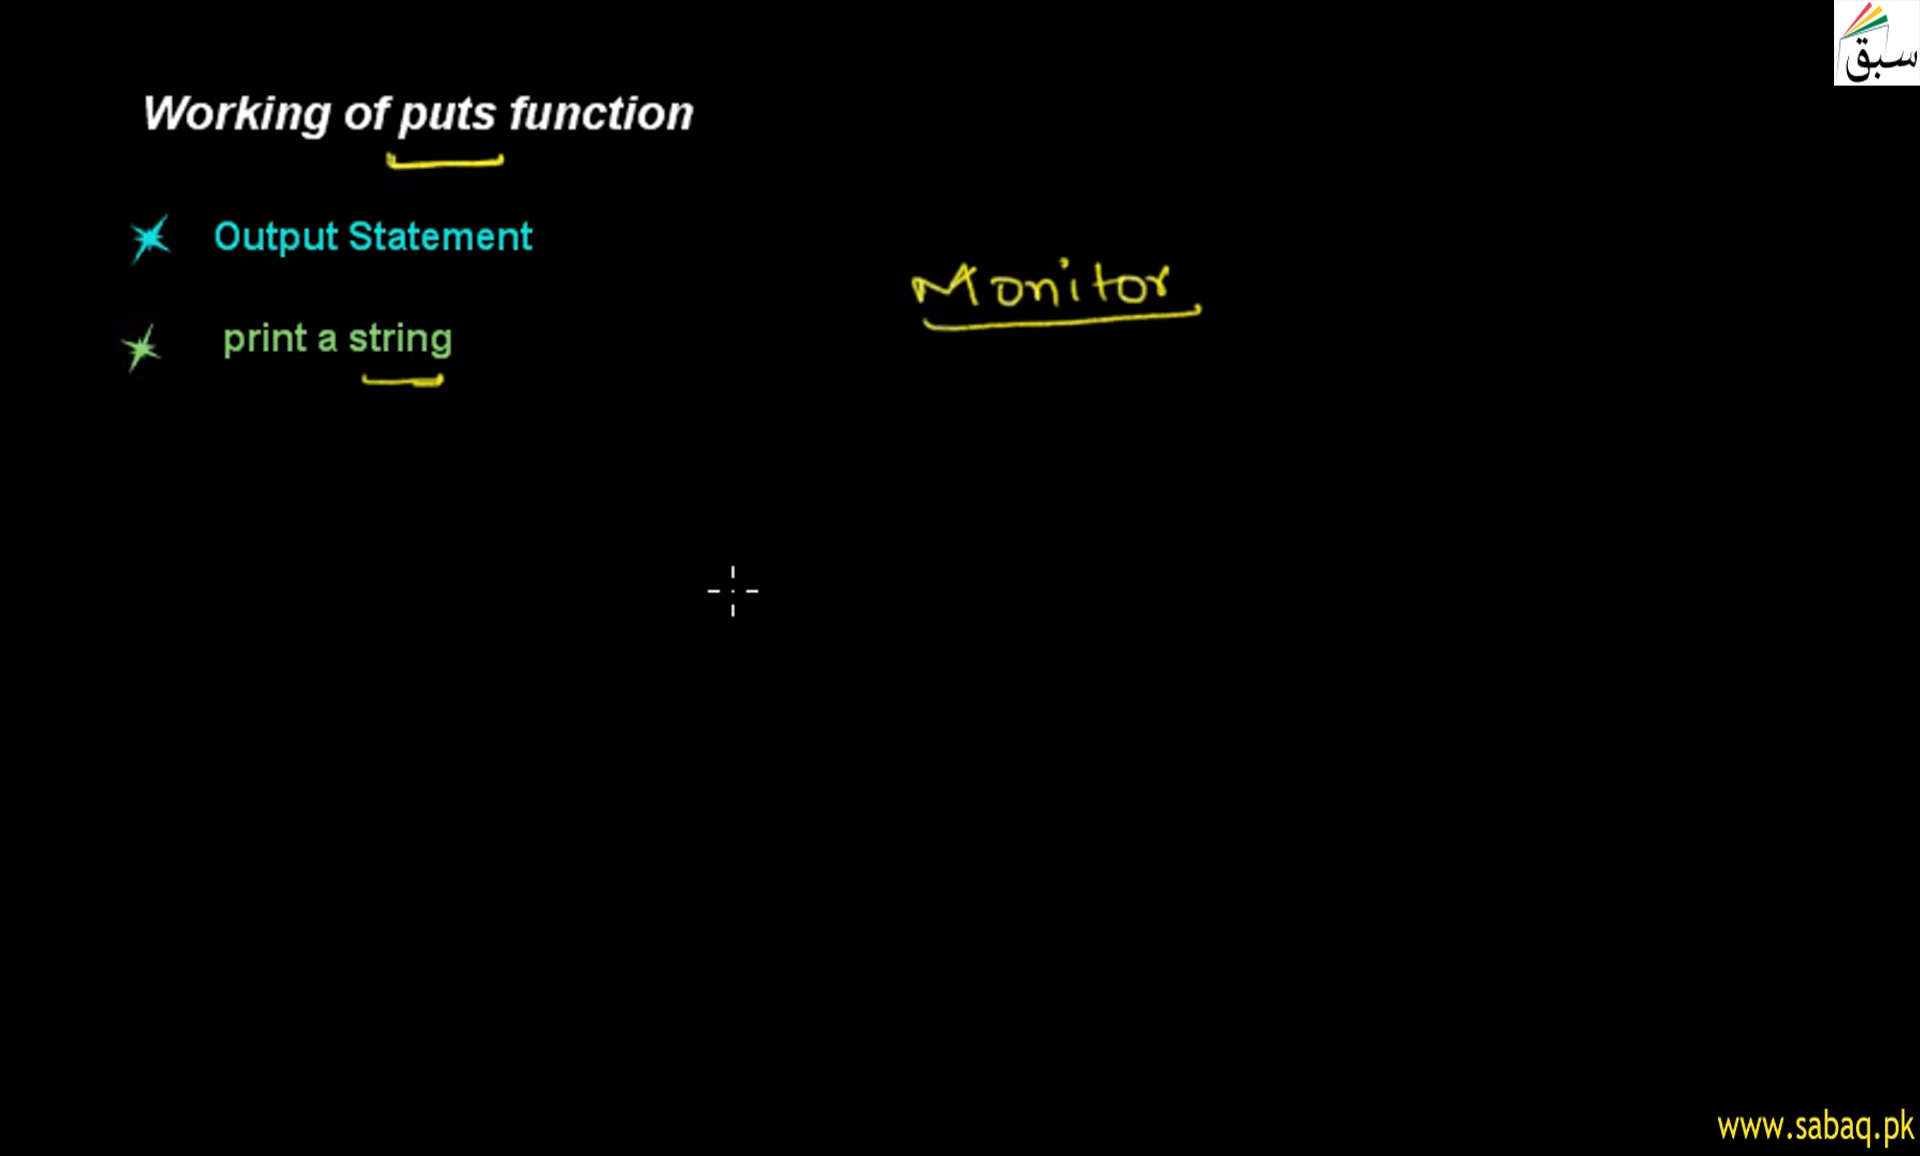 سبق
Working of puts function
Output Statement
Monitor
print a string
www.sabaq.pk